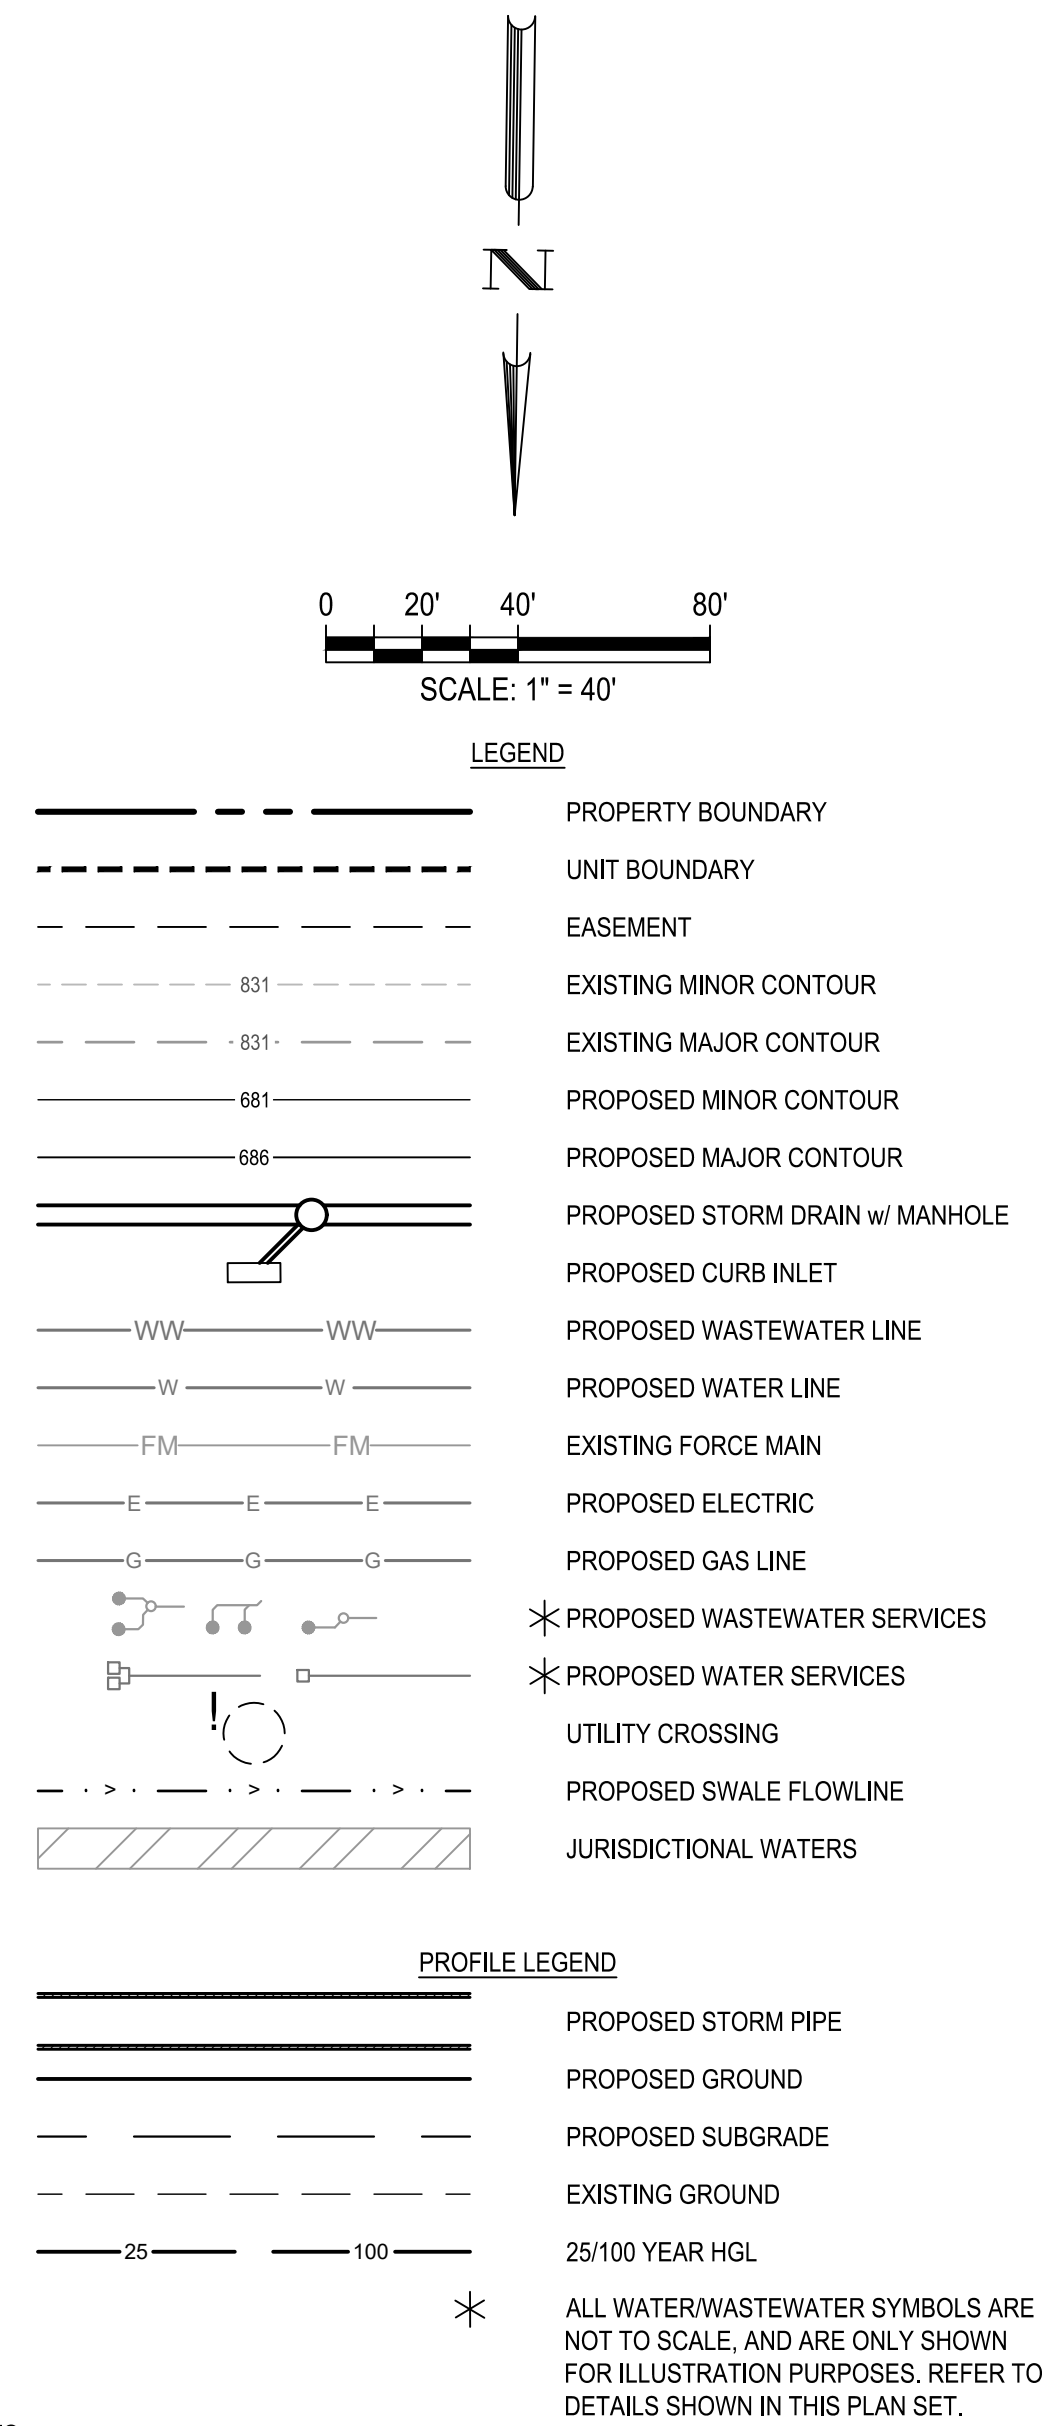 N
0 20' 40' 80'
SCALE: 1" = 40'
LEGEND
PROPERTY BOUNDARY
UNIT BOUNDARY
EASEMENT
831 EXISTING MINOR CONTOUR
831 EXISTING MAJOR CONTOUR
681 PROPOSED MINOR CONTOUR
686 PROPOSED MAJOR CONTOUR
PROPOSED STORM DRAIN w/ MANHOLE
PROPOSED CURB INLET
WW WW PROPOSED WASTEWATER LINE
W W PROPOSED WATER LINE
FM FM EXISTING FORCE MAIN
E E E PROPOSED ELECTRIC
G G G PROPOSED GAS LINE
* PROPOSED WASTEWATER SERVICES
* PROPOSED WATER SERVICES
! UTILITY CROSSING
> > > PROPOSED SWALE FLOWLINE
JURISDICTIONAL WATERS
PROFILE LEGEND
PROPOSED STORM PIPE
PROPOSED GROUND
PROPOSED SUBGRADE
EXISTING GROUND
25 100 25/100 YEAR HGL
* ALL WATER/WASTEWATER SYMBOLS ARE
NOT TO SCALE, AND ARE ONLY SHOWN
FOR ILLUSTRATION PURPOSES. REFER TO
DETAILS SHOWN IN THIS PLAN SET.